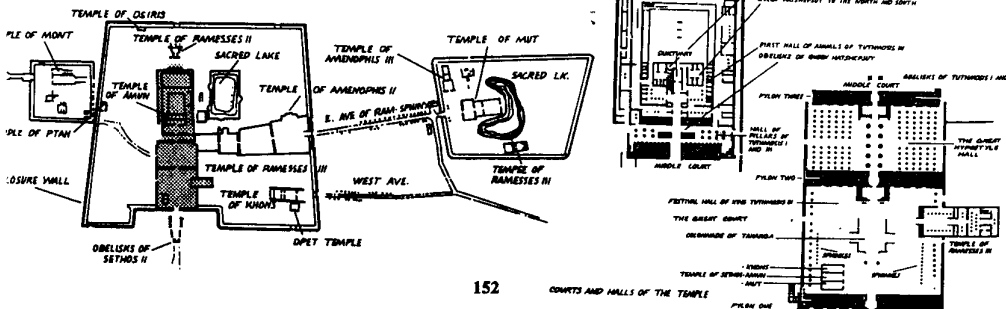 TEMPLE OF OSIRIS
PLE OF MONT
TEMPLE OF RAMESSES II
SACRED LAKE
TEMPLE OF AMUN
TEMPLE OF AMENOPHIS II
PLE OF PTAH
LOSURE WALL
TEMPLE OF RAMESSES III
TEMPLE OF KHONS
OPET TEMPLE
OBELISKS OF SETHOS II
TEMPLE OF AMENOPHIS III
TEMPLE OF MUT
SACRED LK.
E. AVE OF RAM-SPHINXES
TEMPLE OF RAMESES III
WEST AVE.
152
SANCTUARY
FIRST HALL OF ANNALS OF TUTHMOSIS III
OBELISKS OF QUEEN HATSHEPSUT
HALL OF PILLARS OF TUTHMOSIS I AND III
MIDDLE COURT
MIDDLE COURT
OBELISKS OF TUTHMOSIS I AND
PYLON THREE
THE GREAT HYPOSTYLE HALL
PYLON TWO
FESTIVAL HALL OF KING TUTHMOSIS III
THE GREAT COURT
COLONNADE OF TAHARQA
TEMPLE OF RAMESSES III
SPHINXES
SPHINXES
KHONS
TEMPLE OF SETHOS-AMUN
MUT
PYLON ONE
COURTS AND HALLS OF THE TEMPLE